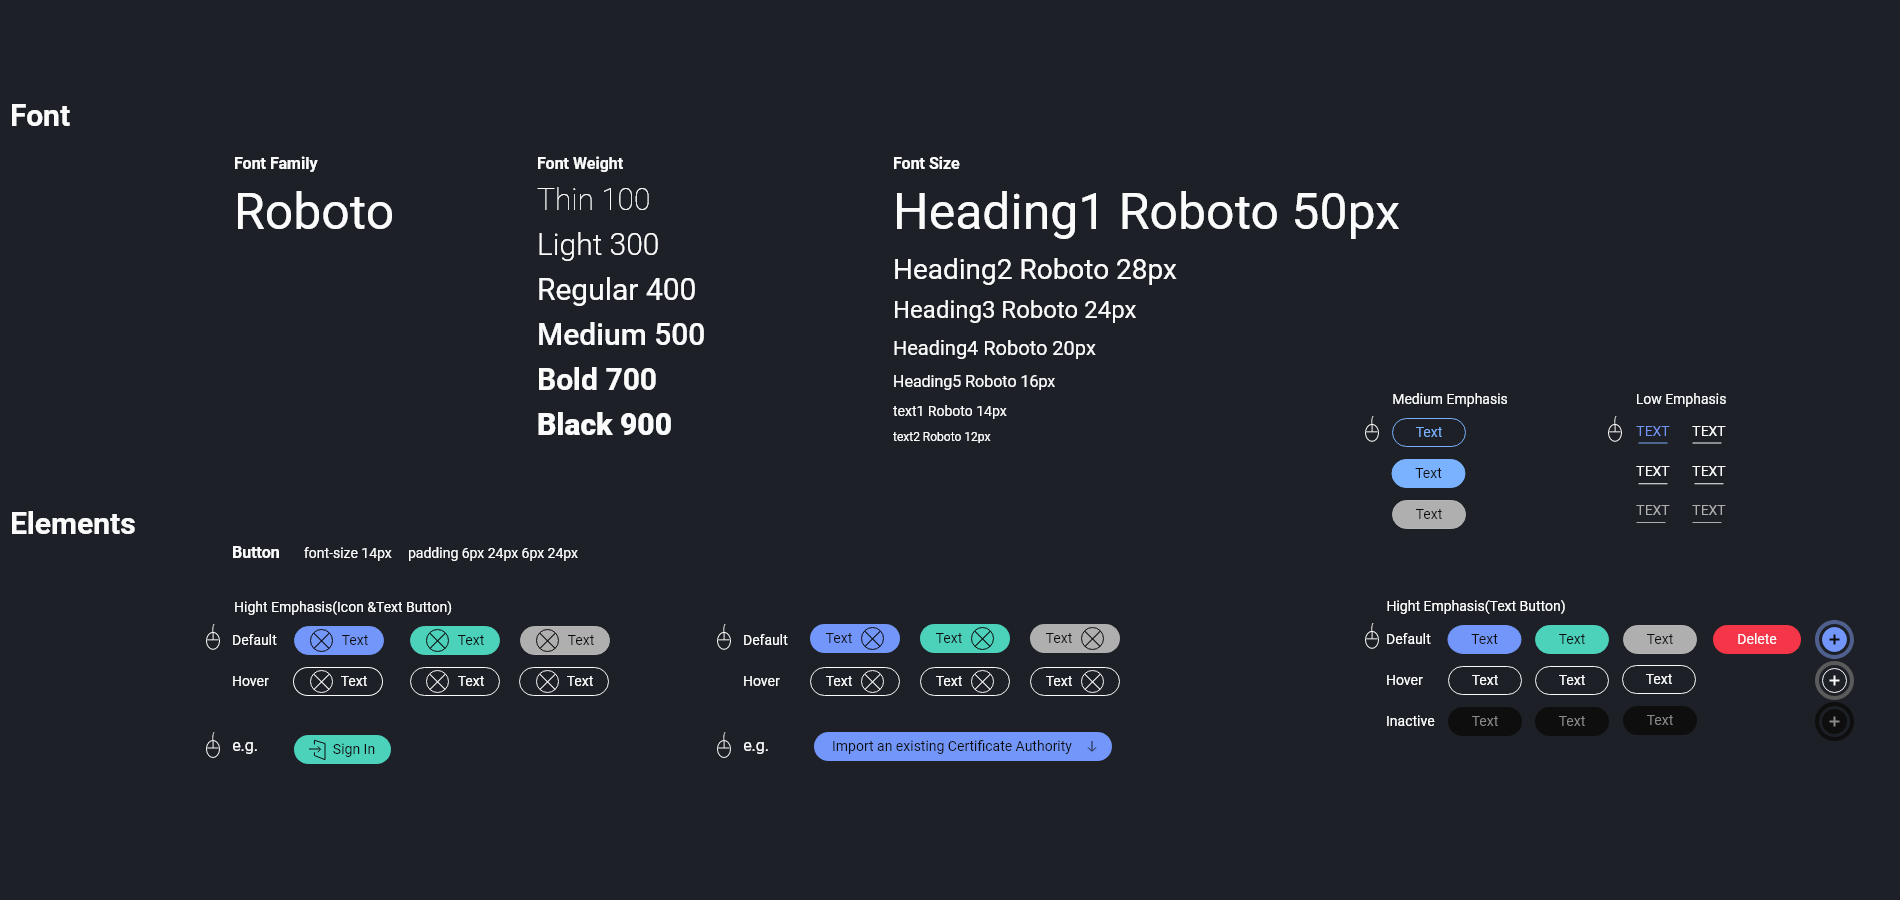 Font
Font Family
Roboto
Font Weight
Thin 100
Light 300
Regular 400
Medium 500
Bold 700
Black 900
Font Size
Heading1 Roboto 50px
Heading2 Roboto 28px
Heading3 Roboto 24px
Heading4 Roboto 20px
Heading5 Roboto 16px
text1 Roboto 14px
text2 Roboto 12px
Medium Emphasis
Text
Text
Text
Low Emphasis
TEXT TEXT
TEXT TEXT
TEXT TEXT
Elements
Button font-size 14px padding 6px 24px 6px 24px
Hight Emphasis(Icon &Text Button)
Default Text Text Text
Hover Text Text Text
e.g. Sign In
Default Text Text Text
Hover Text Text Text
e.g. Import an existing Certificate Authority
Hight Emphasis(Text Button)
Default Text Text Text Delete
Hover Text Text Text
Inactive Text Text Text